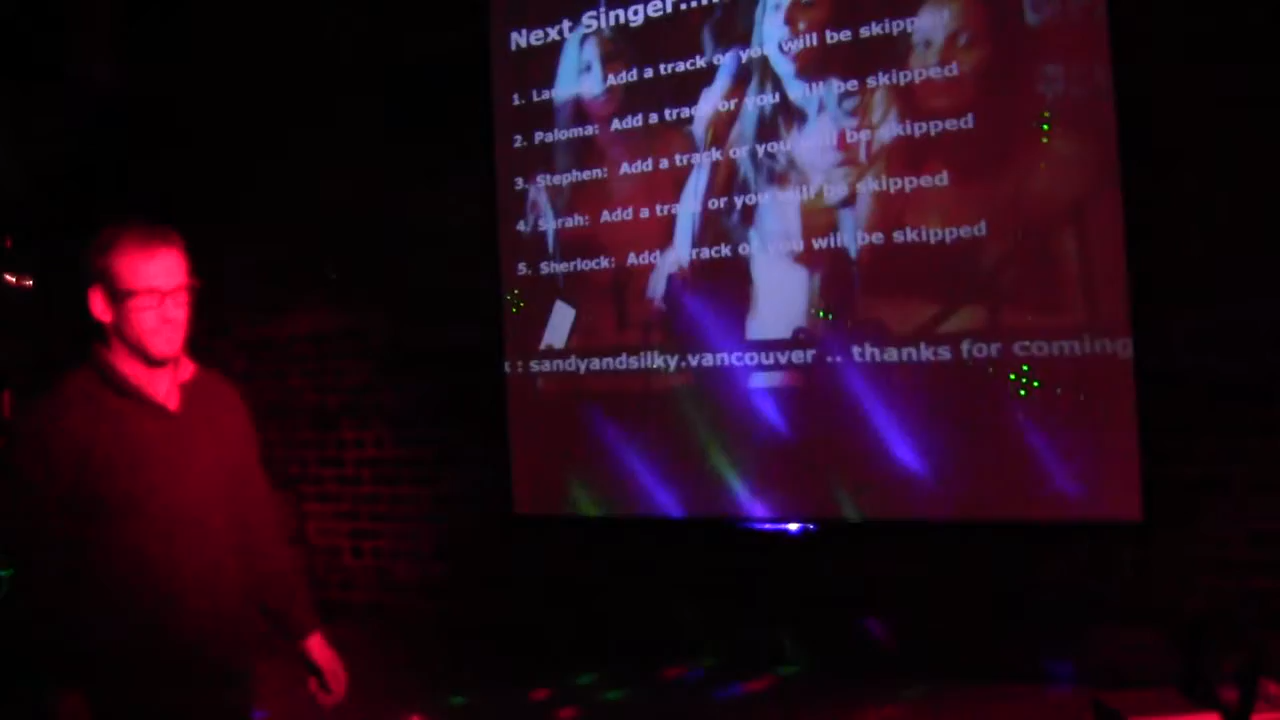 Next Singer....
1. Add a track or you will be skipped
2. Paloma: Add a track or you will be skipped
3. Stephen: Add a track or you will be skipped
4. Sarah: Add a track or you will be skipped
5. Sherlock: Add a track or you will be skipped
: sandyandsilky.vancouver .. thanks for coming